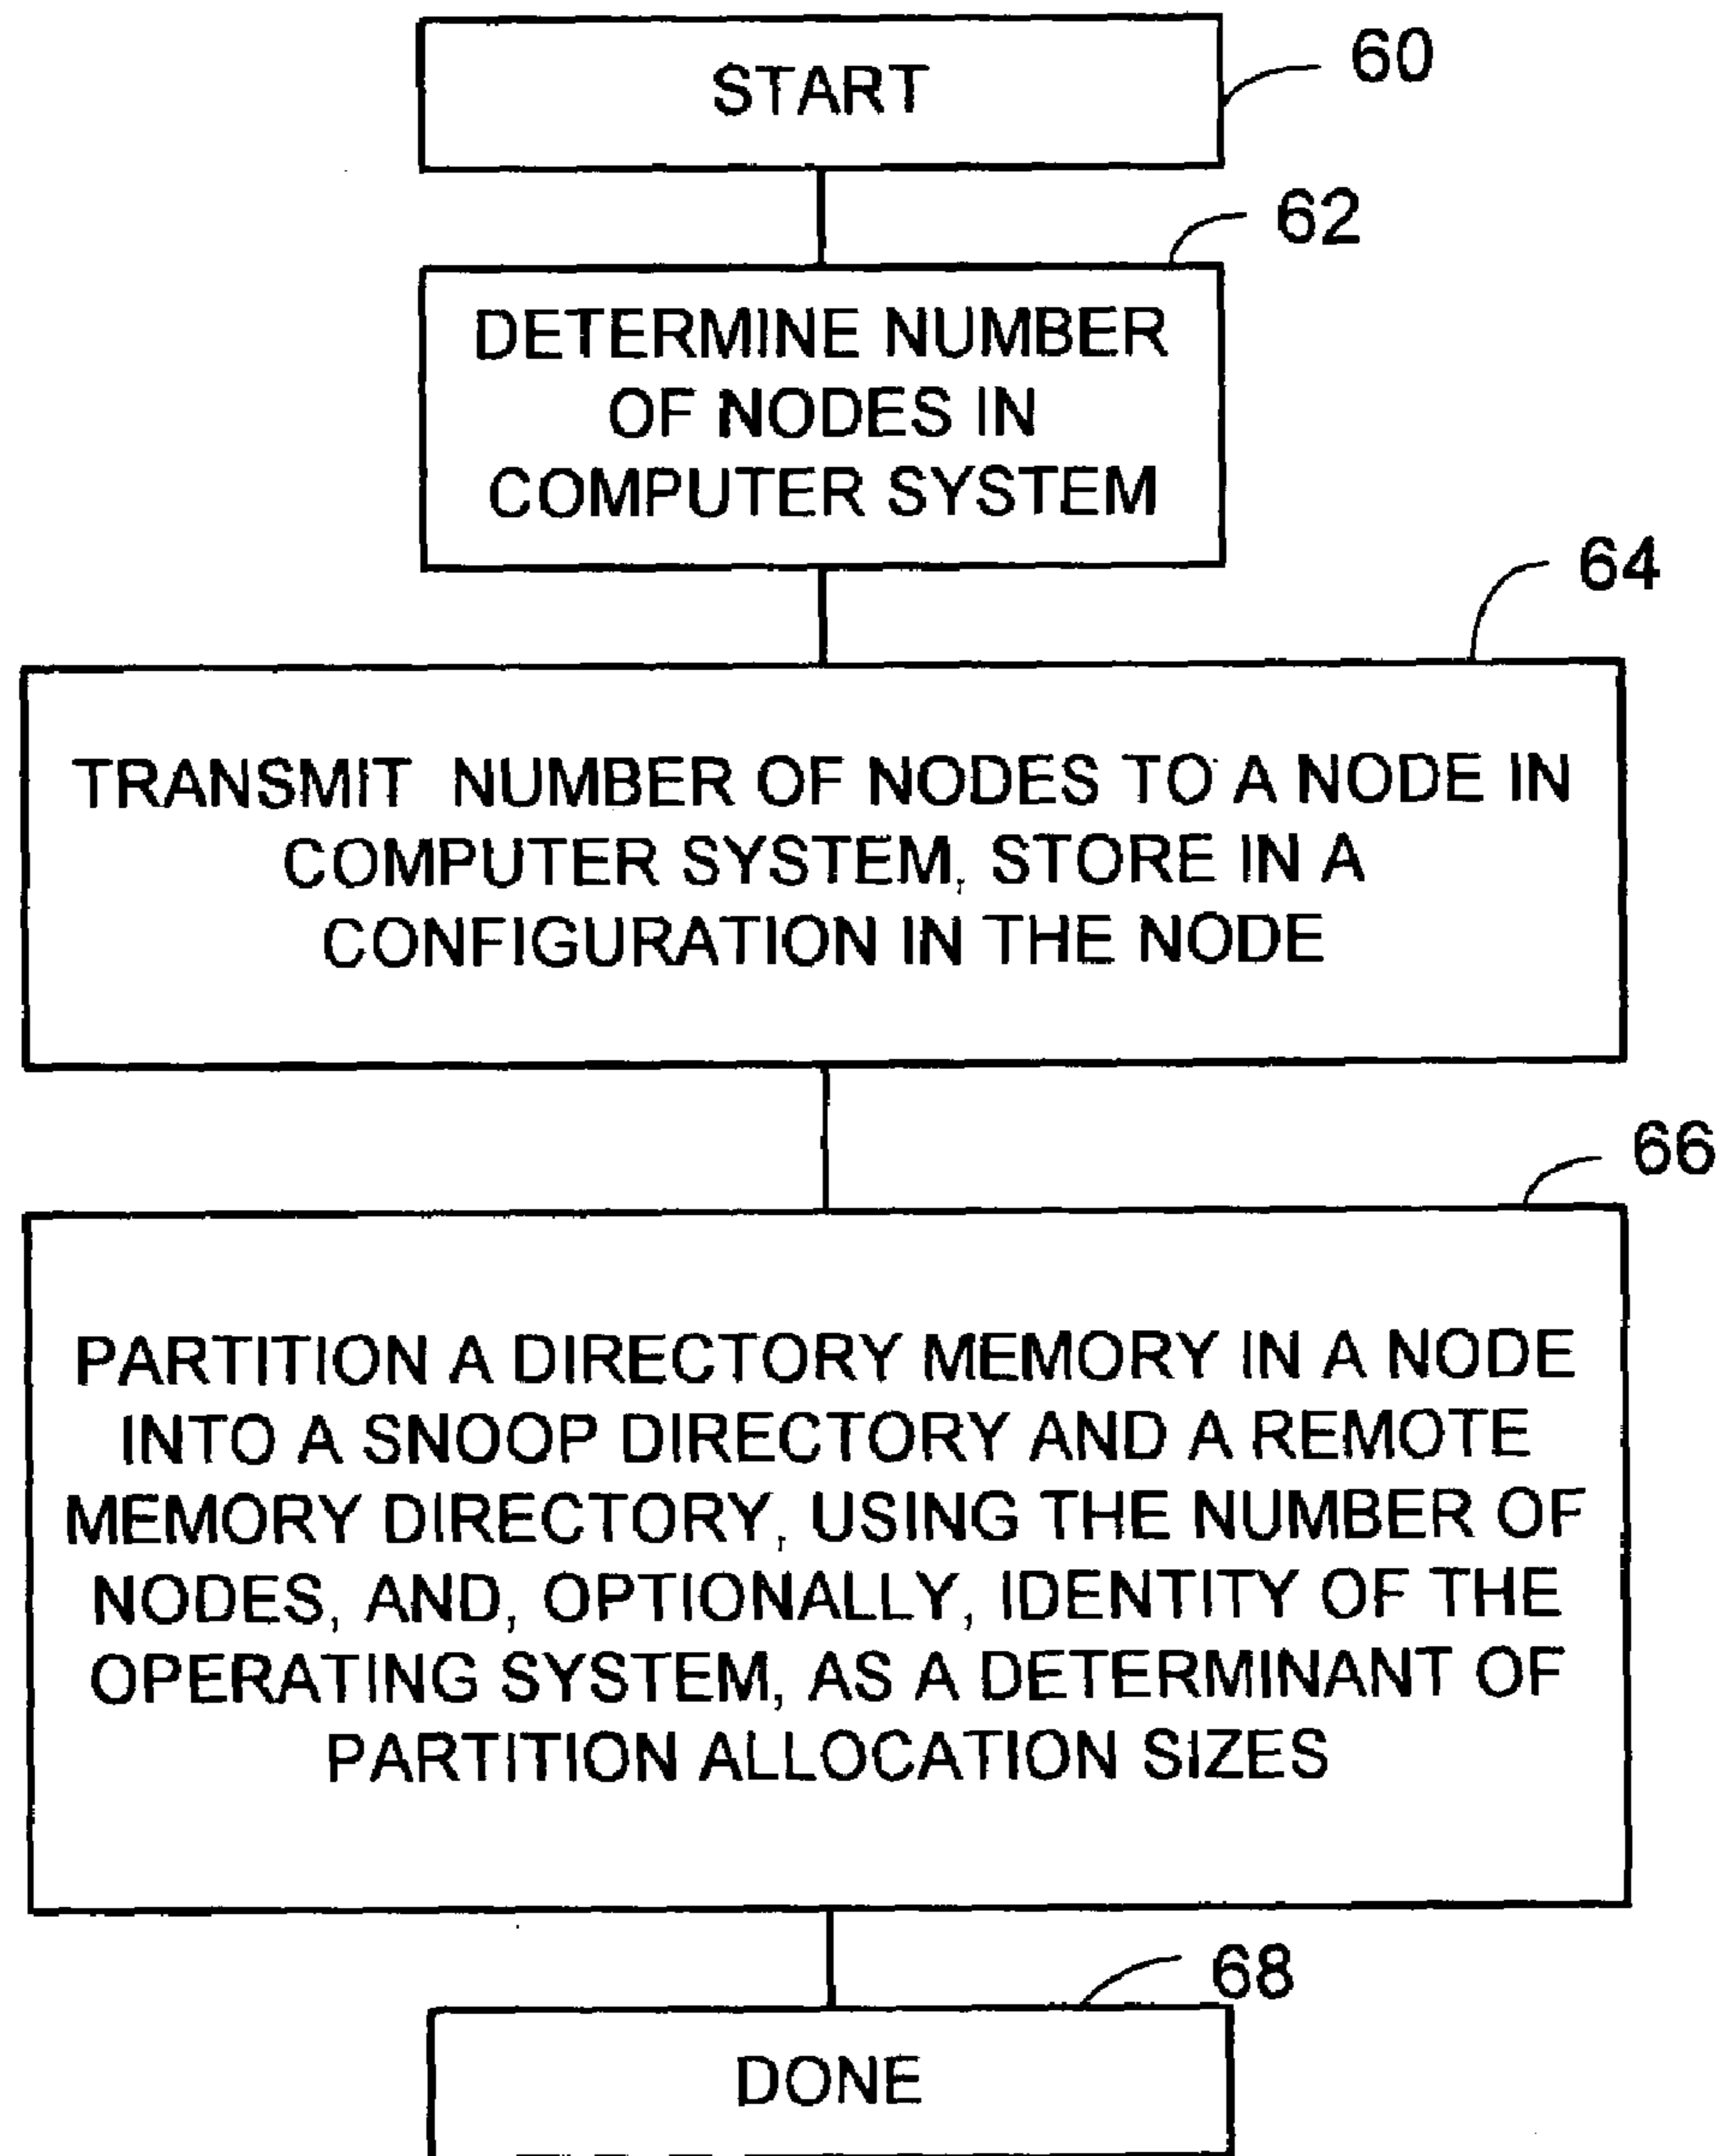 START
60
62
DETERMINE NUMBER
OF NODES IN
COMPUTER SYSTEM
64
TRANSMIT NUMBER OF NODES TO A NODE IN
COMPUTER SYSTEM, STORE IN A
CONFIGURATION IN THE NODE
66
PARTITION A DIRECTORY MEMORY IN A NODE
INTO A SNOOP DIRECTORY AND A REMOTE
MEMORY DIRECTORY, USING THE NUMBER OF
NODES, AND, OPTIONALLY, IDENTITY OF THE
OPERATING SYSTEM, AS A DETERMINANT OF
PARTITION ALLOCATION SIZES
68
DONE